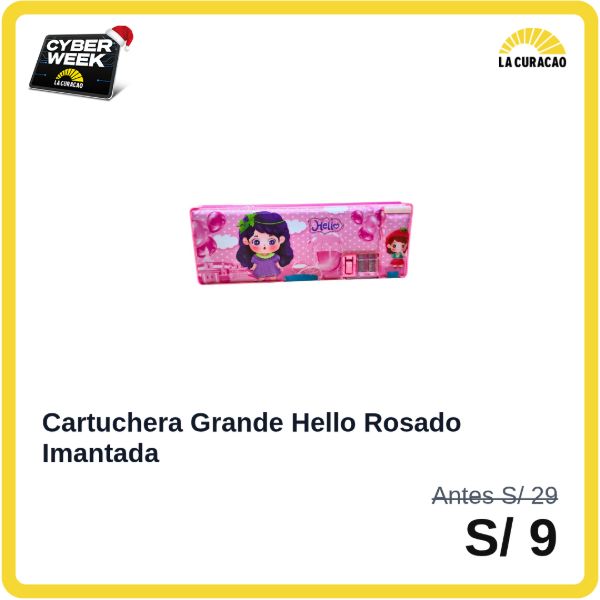 CYBER
WEEK
LA CURACAO
LA CURACAO
Hello
Cartuchera Grande Hello Rosado
Imantada
Antes S/ 29
S/ 9